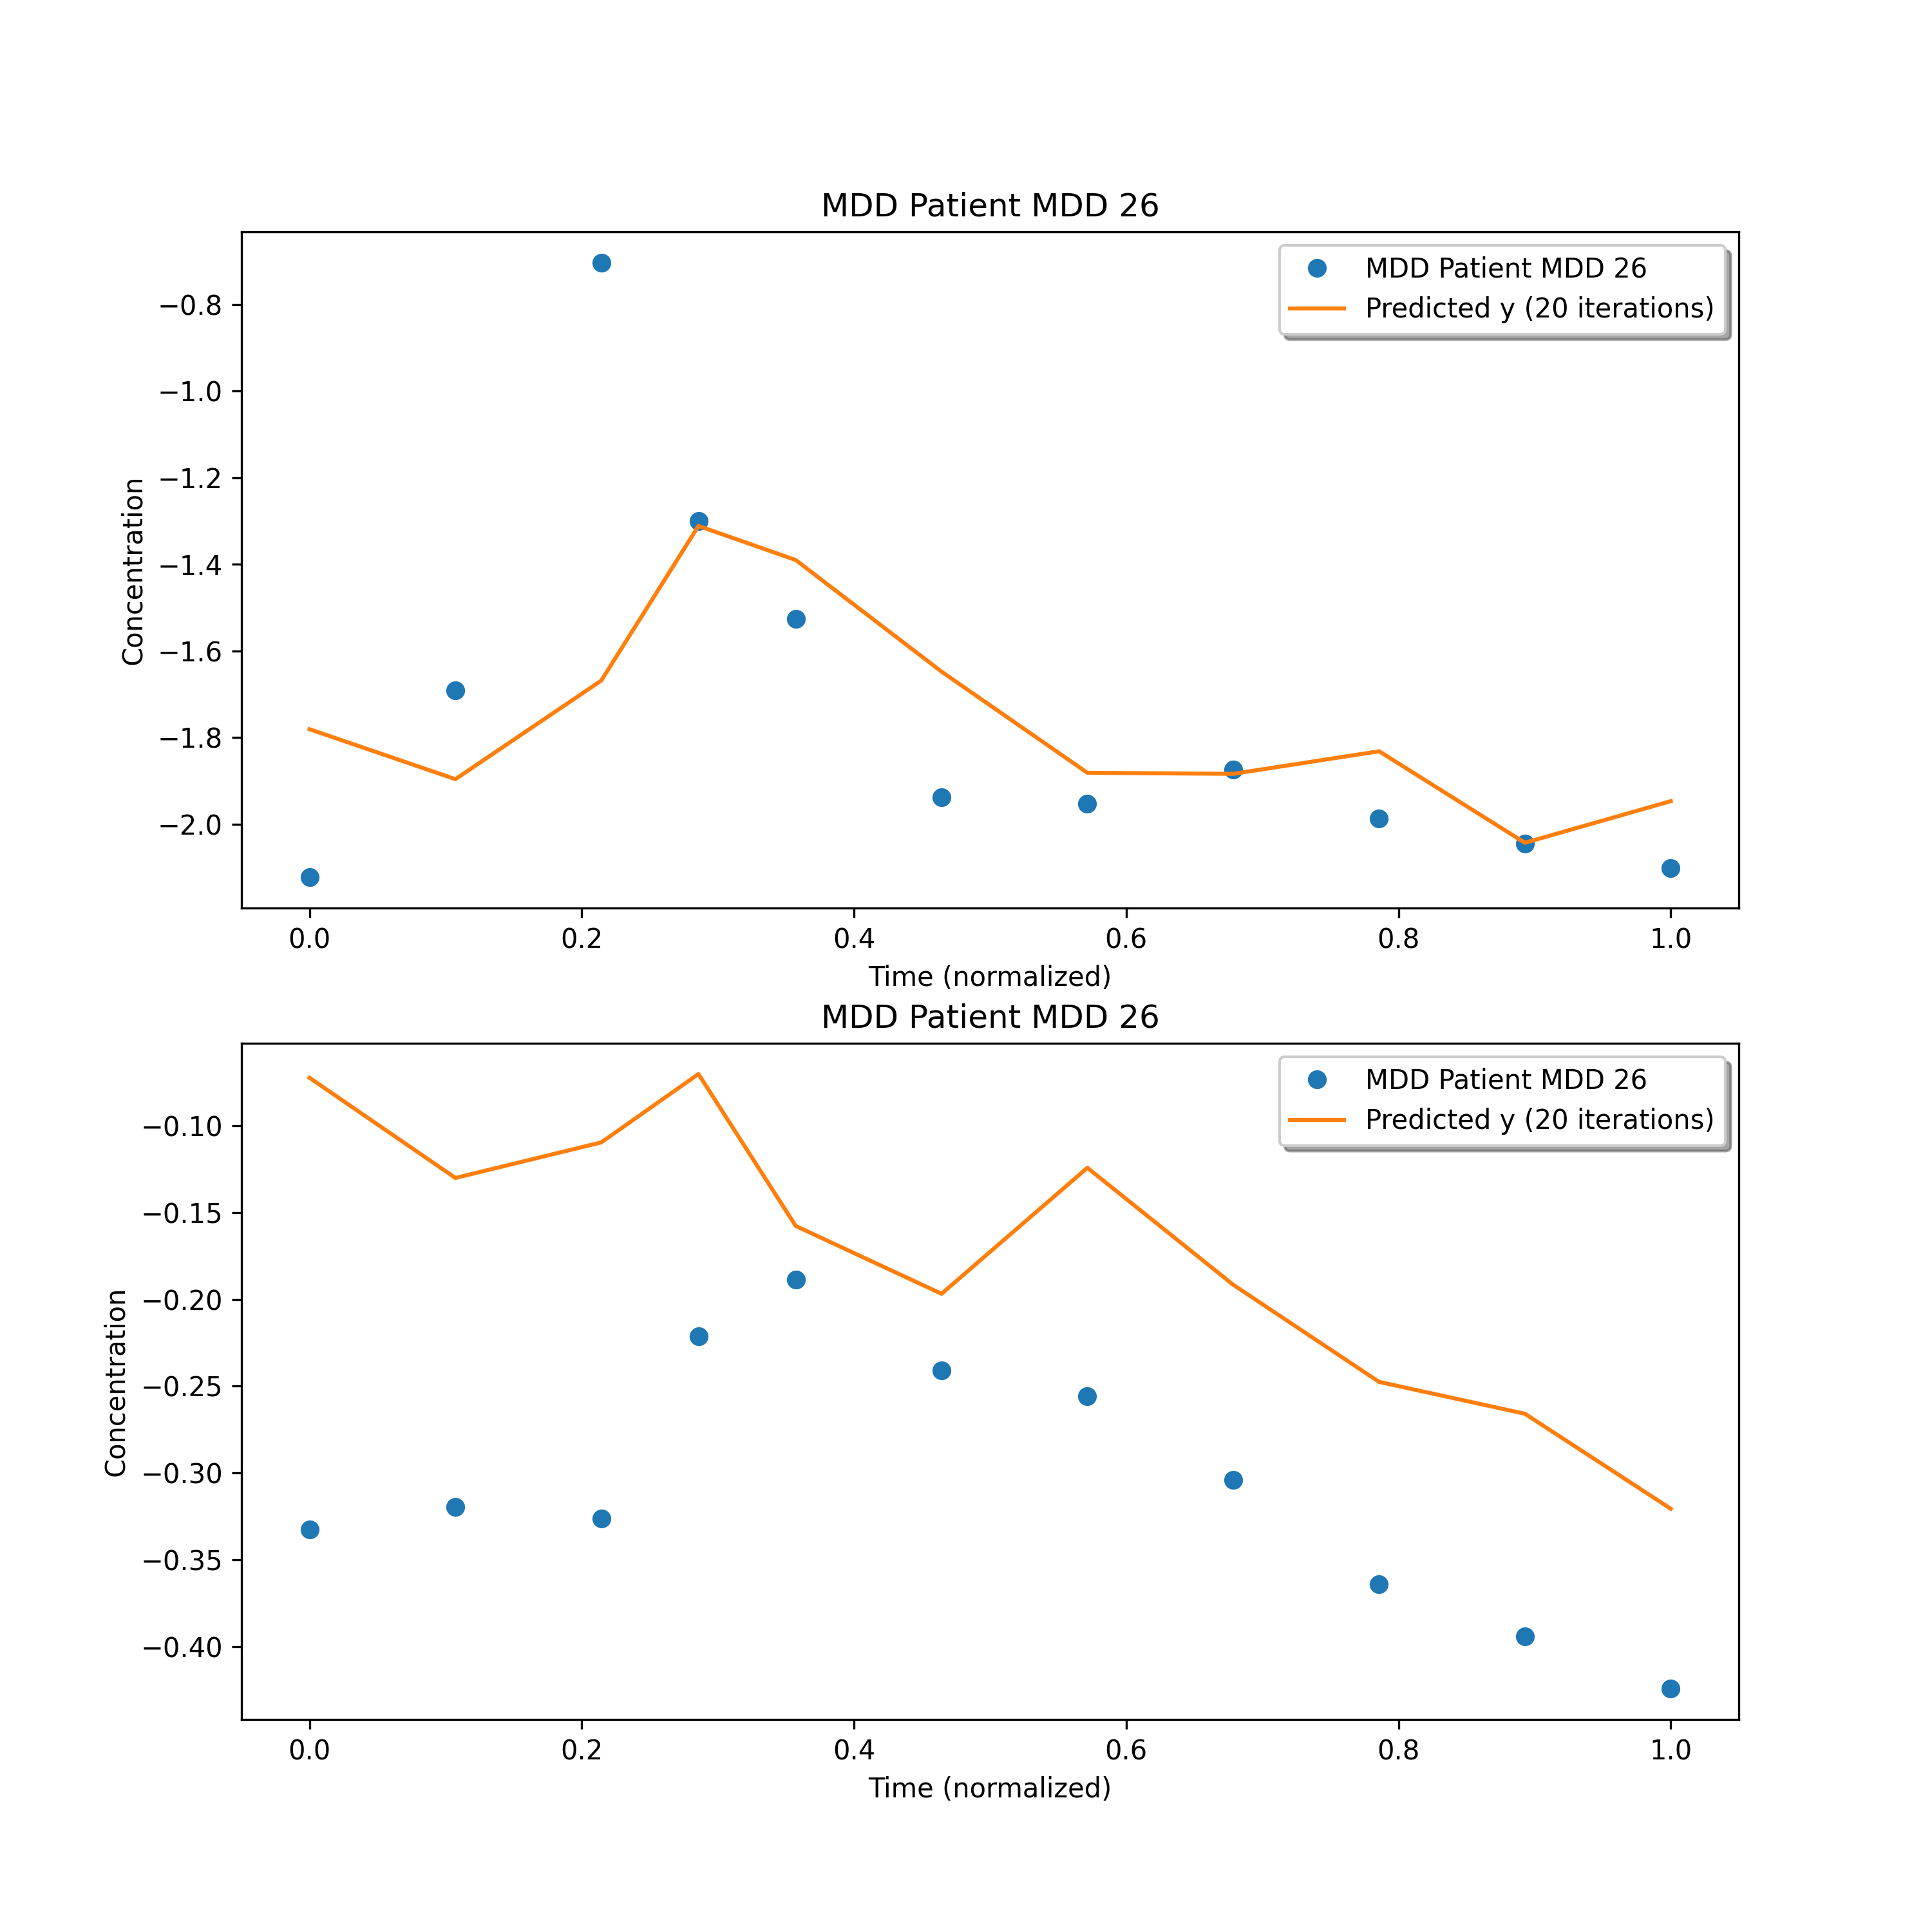 MDD Patient MDD 26
MDD Patient MDD 26
Predicted y (20 iterations)
−0.8
−1.0
−1.2
−1.4
−1.6
−1.8
−2.0
Concentration
0.0 0.2 0.4 0.6 0.8 1.0
Time (normalized)
MDD Patient MDD 26
MDD Patient MDD 26
Predicted y (20 iterations)
−0.10
−0.15
−0.20
−0.25
−0.30
−0.35
−0.40
Concentration
0.0 0.2 0.4 0.6 0.8 1.0
Time (normalized)